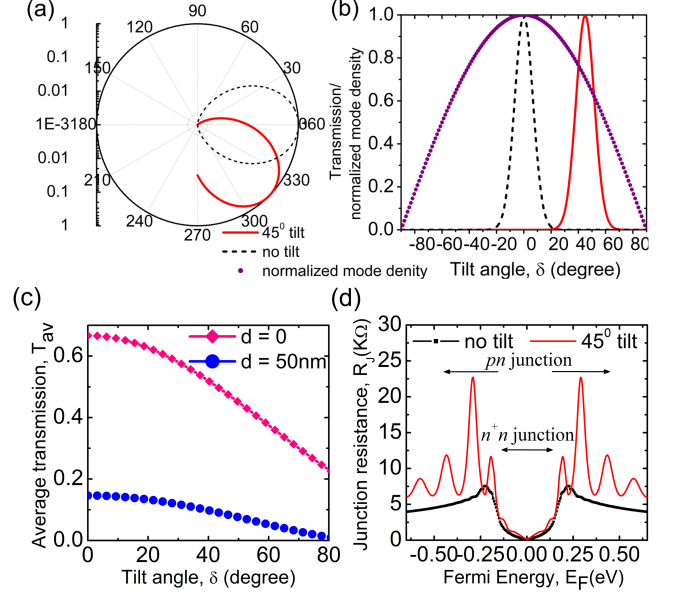 (a)
1
0.1
0.01
1E-3
0.01
0.1
1
90
60
30
0
360
330
300
270
240
210
180
150
120
45⁰ tilt
no tilt
normalized mode denity
(b)
Transmission/
normalized mode density
1.0
0.8
0.6
0.4
0.2
0.0
-80 -60 -40 -20 0 20 40 60 80
Tilt angle, δ (degree)
(c)
Average transmission, T_av
0.6
0.4
0.2
0.0
d = 0
d = 50nm
0 20 40 60 80
Tilt angle, δ (degree)
(d)
Junction resistance, R_J(KΩ)
30
25
20
15
10
5
0
no tilt 45⁰ tilt
pn junction
n⁺n junction
-0.50 -0.25 0.00 0.25 0.50
Fermi Energy, E_F(eV)